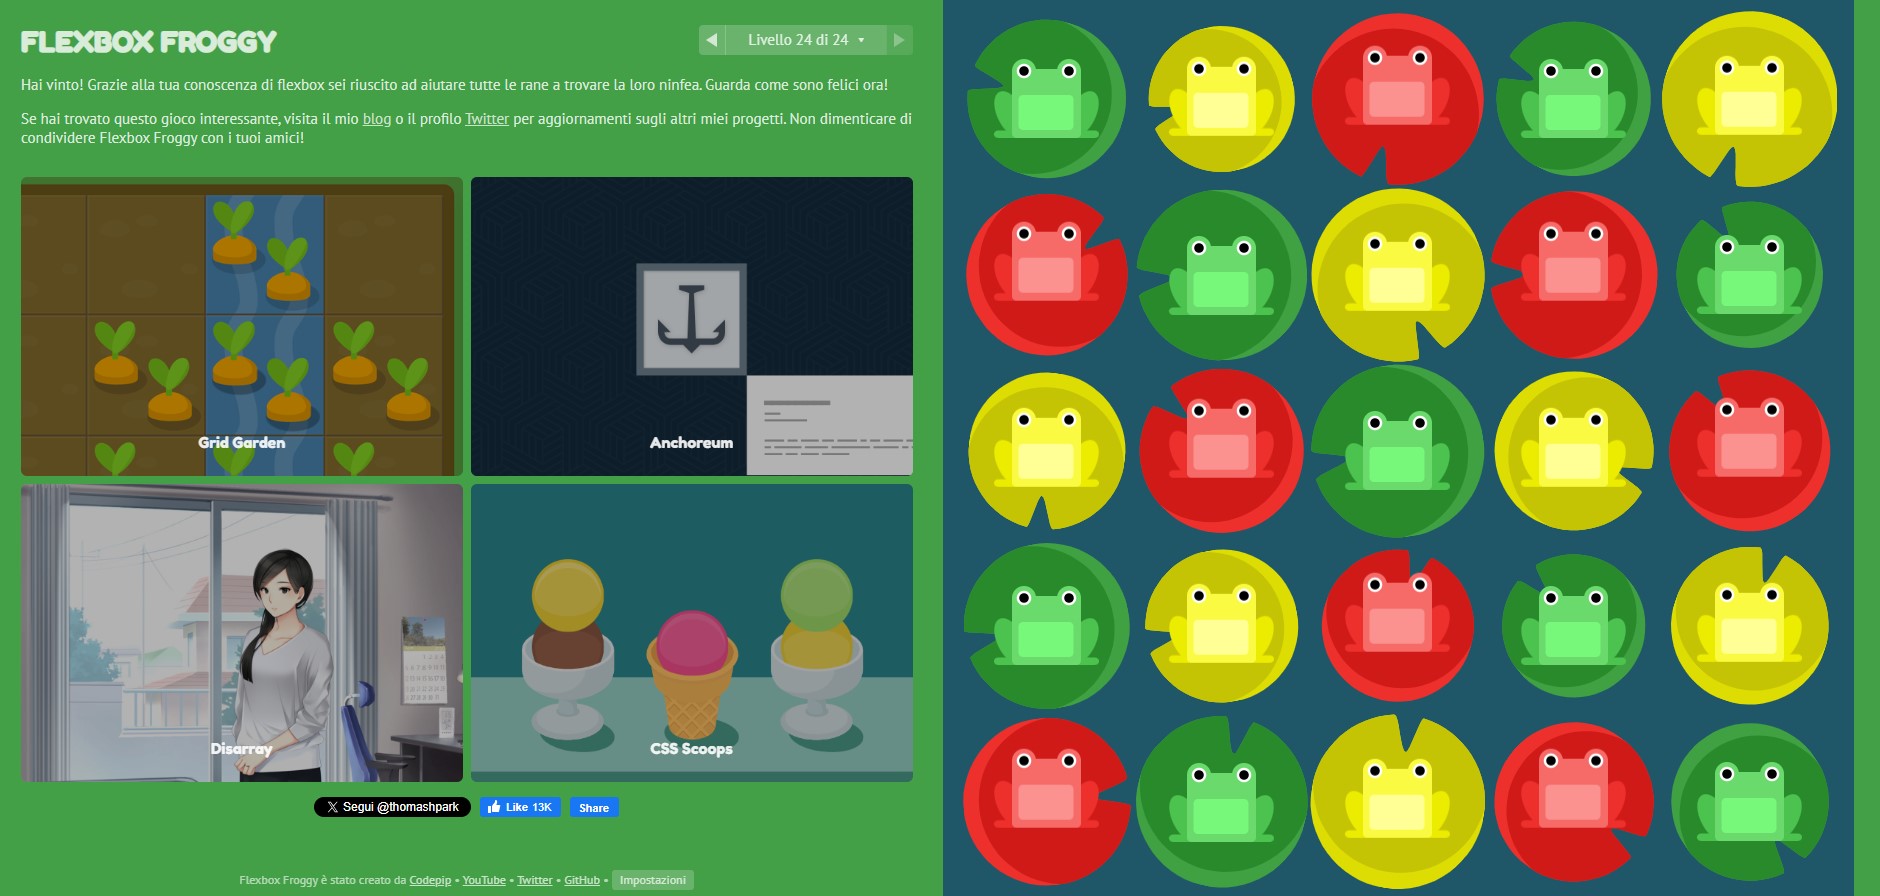 FLEXBOX FROGGY
Livello 24 di 24
Hai vinto! Grazie alla tua conoscenza di flexbox sei riuscito ad aiutare tutte le rane a trovare la loro ninfea. Guarda come sono felici ora!
Se hai trovato questo gioco interessante, visita il mio blog o il profilo Twitter per aggiornamenti sugli altri miei progetti. Non dimenticare di
condividere Flexbox Froggy con i tuoi amici!
Grid Garden
Anchoreum
Disarray
CSS Scoops
Segui @thomashpark
Like 13K
Share
Flexbox Froggy è stato creato da Codepip • YouTube • Twitter • GitHub • Impostazioni